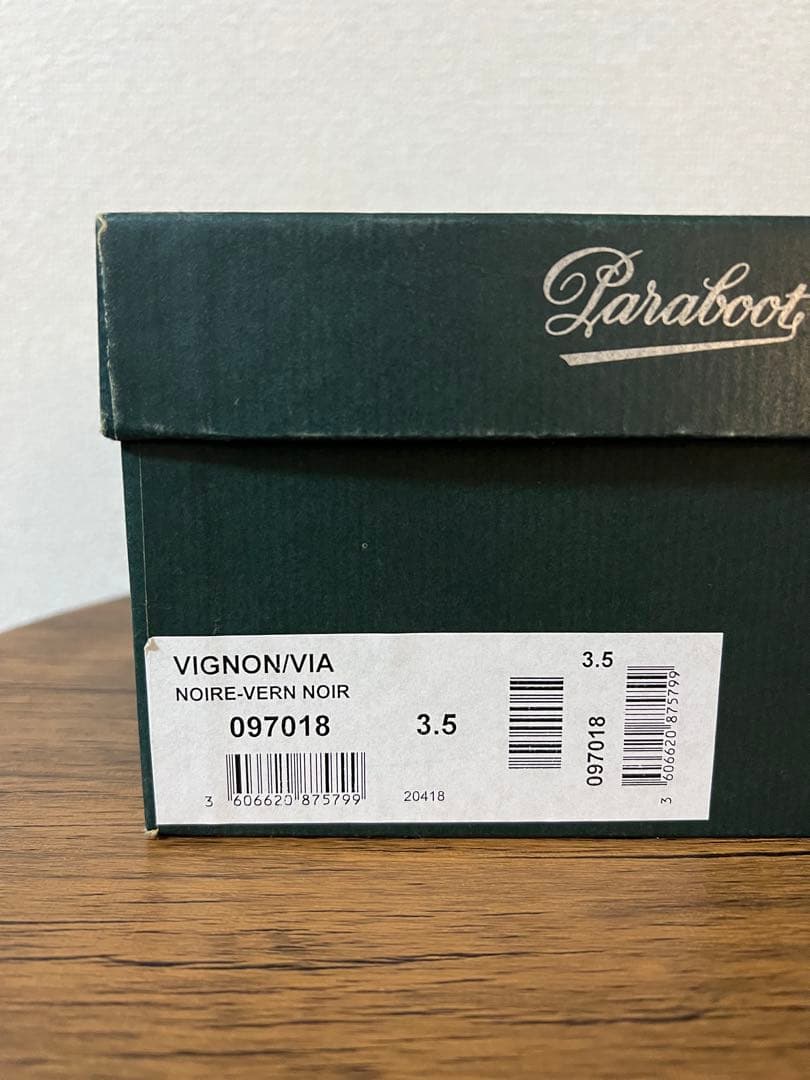 Paraboot
VIGNON/VIA
NOIRE-VERN NOIR
097018 3.5
3 606620 875799
20418
3.5
097018
3 606620 875799